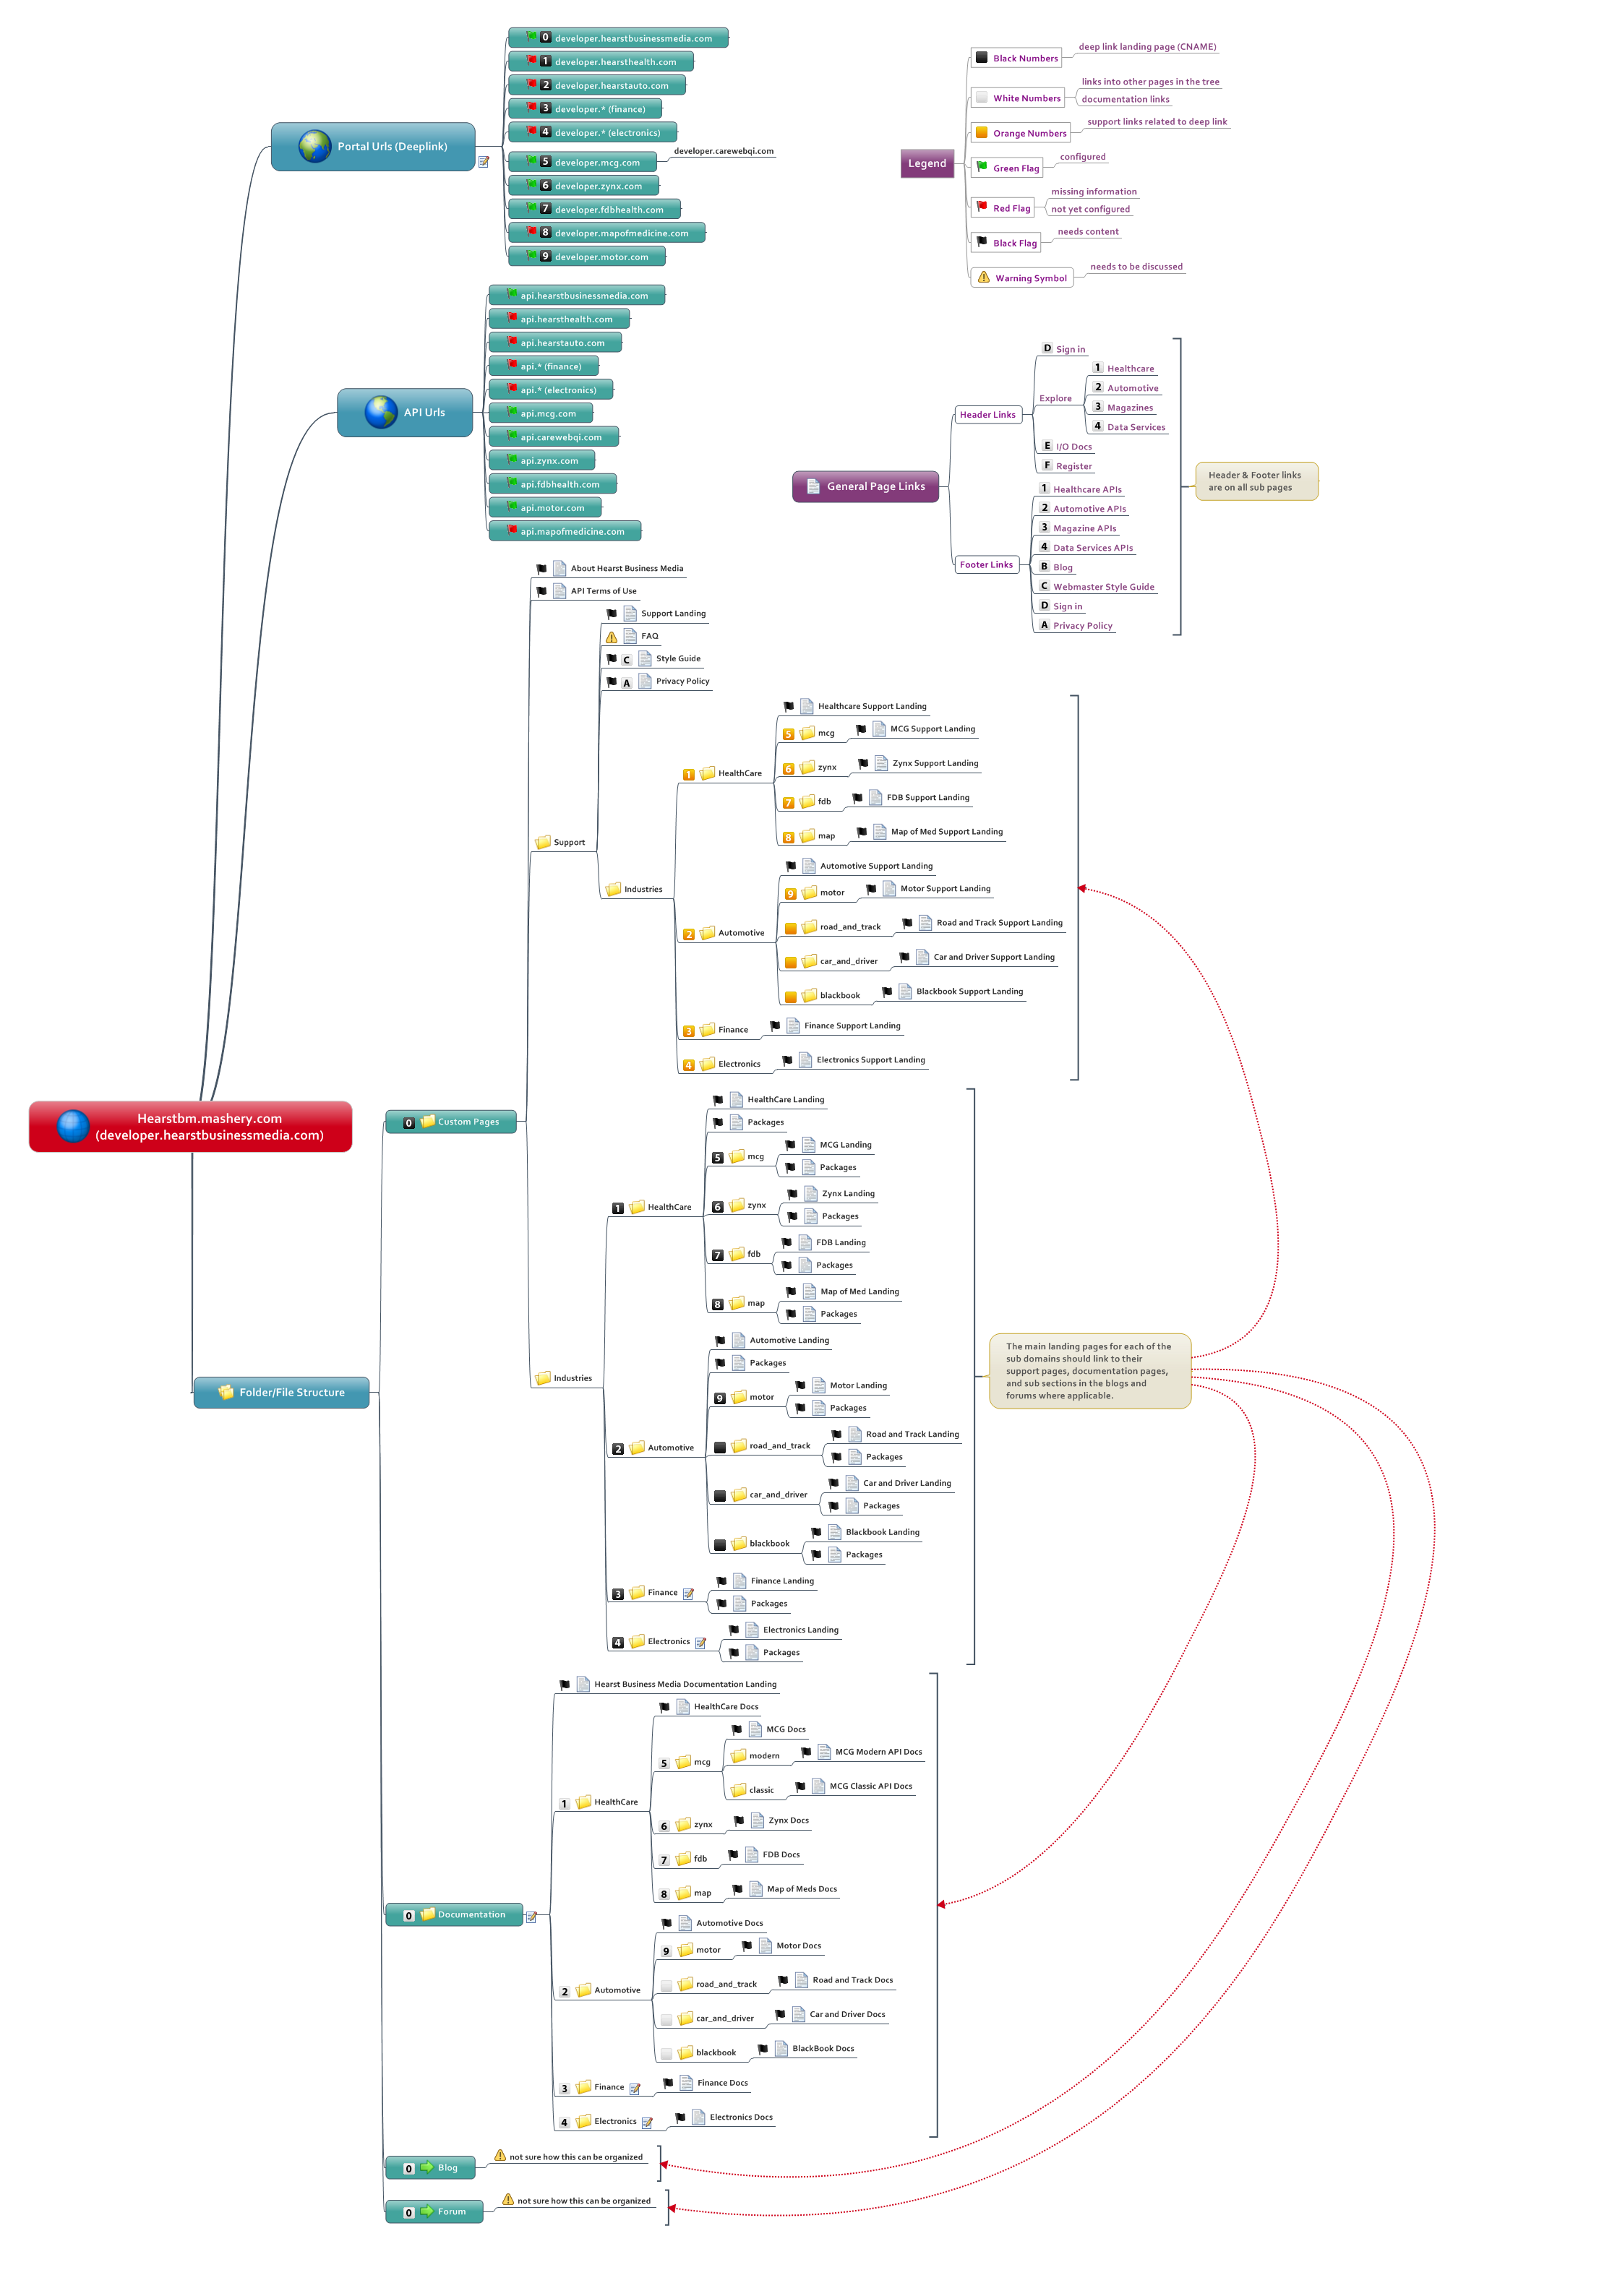 Hearstbm.mashery.com
(developer.hearstbusinessmedia.com)
Portal Urls (Deeplink)
0 developer.hearstbusinessmedia.com
1 developer.hearsthealth.com
2 developer.hearstauto.com
3 developer.* (finance)
4 developer.* (electronics)
5 developer.mcg.com
developer.carewebqi.com
6 developer.zynx.com
7 developer.fdbhealth.com
8 developer.mapofmedicine.com
9 developer.motor.com
API Urls
api.hearstbusinessmedia.com
api.hearsthealth.com
api.hearstauto.com
api.* (finance)
api.* (electronics)
api.mcg.com
api.carewebqi.com
api.zynx.com
api.fdbhealth.com
api.motor.com
api.mapofmedicine.com
Legend
Black Numbers
deep link landing page (CNAME)
White Numbers
links into other pages in the tree
documentation links
Orange Numbers
support links related to deep link
Green Flag
configured
Red Flag
missing information
not yet configured
Black Flag
needs content
Warning Symbol
needs to be discussed
General Page Links
Header Links
D Sign in
Explore
1 Healthcare
2 Automotive
3 Magazines
4 Data Services
E I/O Docs
F Register
Footer Links
1 Healthcare APIs
2 Automotive APIs
3 Magazine APIs
4 Data Services APIs
B Blog
C Webmaster Style Guide
D Sign in
A Privacy Policy
Header & Footer links
are on all sub pages
Folder/File Structure
0 Custom Pages
About Hearst Business Media
API Terms of Use
Support
Support Landing
FAQ
C Style Guide
A Privacy Policy
Industries
1 HealthCare
Healthcare Support Landing
5 mcg
MCG Support Landing
6 zynx
Zynx Support Landing
7 fdb
FDB Support Landing
8 map
Map of Med Support Landing
2 Automotive
Automotive Support Landing
9 motor
Motor Support Landing
road_and_track
Road and Track Support Landing
car_and_driver
Car and Driver Support Landing
blackbook
Blackbook Support Landing
3 Finance
Finance Support Landing
4 Electronics
Electronics Support Landing
Industries
1 HealthCare
HealthCare Landing
Packages
5 mcg
MCG Landing
Packages
6 zynx
Zynx Landing
Packages
7 fdb
FDB Landing
Packages
8 map
Map of Med Landing
Packages
2 Automotive
Automotive Landing
Packages
9 motor
Motor Landing
Packages
road_and_track
Road and Track Landing
Packages
car_and_driver
Car and Driver Landing
Packages
blackbook
Blackbook Landing
Packages
3 Finance
Finance Landing
Packages
4 Electronics
Electronics Landing
Packages
The main landing pages for each of the
sub domains should link to their
support pages, documentation pages,
and sub sections in the blogs and
forums where applicable.
0 Documentation
Hearst Business Media Documentation Landing
1 HealthCare
HealthCare Docs
5 mcg
MCG Docs
modern
MCG Modern API Docs
classic
MCG Classic API Docs
6 zynx
Zynx Docs
7 fdb
FDB Docs
8 map
Map of Meds Docs
2 Automotive
Automotive Docs
9 motor
Motor Docs
road_and_track
Road and Track Docs
car_and_driver
Car and Driver Docs
blackbook
BlackBook Docs
3 Finance
Finance Docs
4 Electronics
Electronics Docs
0 Blog
not sure how this can be organized
0 Forum
not sure how this can be organized